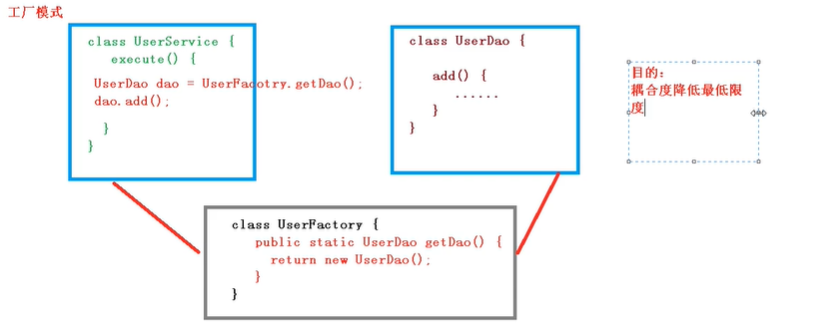 工厂模式
class UserService {
execute() {
UserDao dao = UserFacotry.getDao();
dao.add();
}
}
class UserDao {
add() {
......
}
}
目的：
耦合度降低最低限
度
class UserFactory {
public static UserDao getDao() {
return new UserDao();
}
}